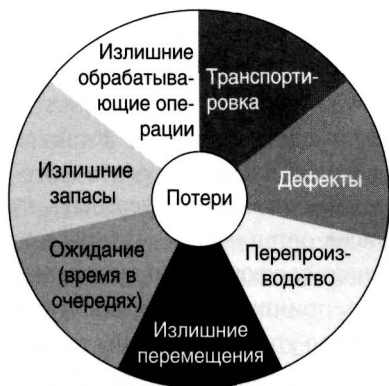 Излишние
обрабатыва-
ющие опе-
рации
Транспорти-
ровка
Дефекты
Перепроиз-
водство
Излишние
перемещения
Ожидание
(время в
очередях)
Излишние
запасы
Потери